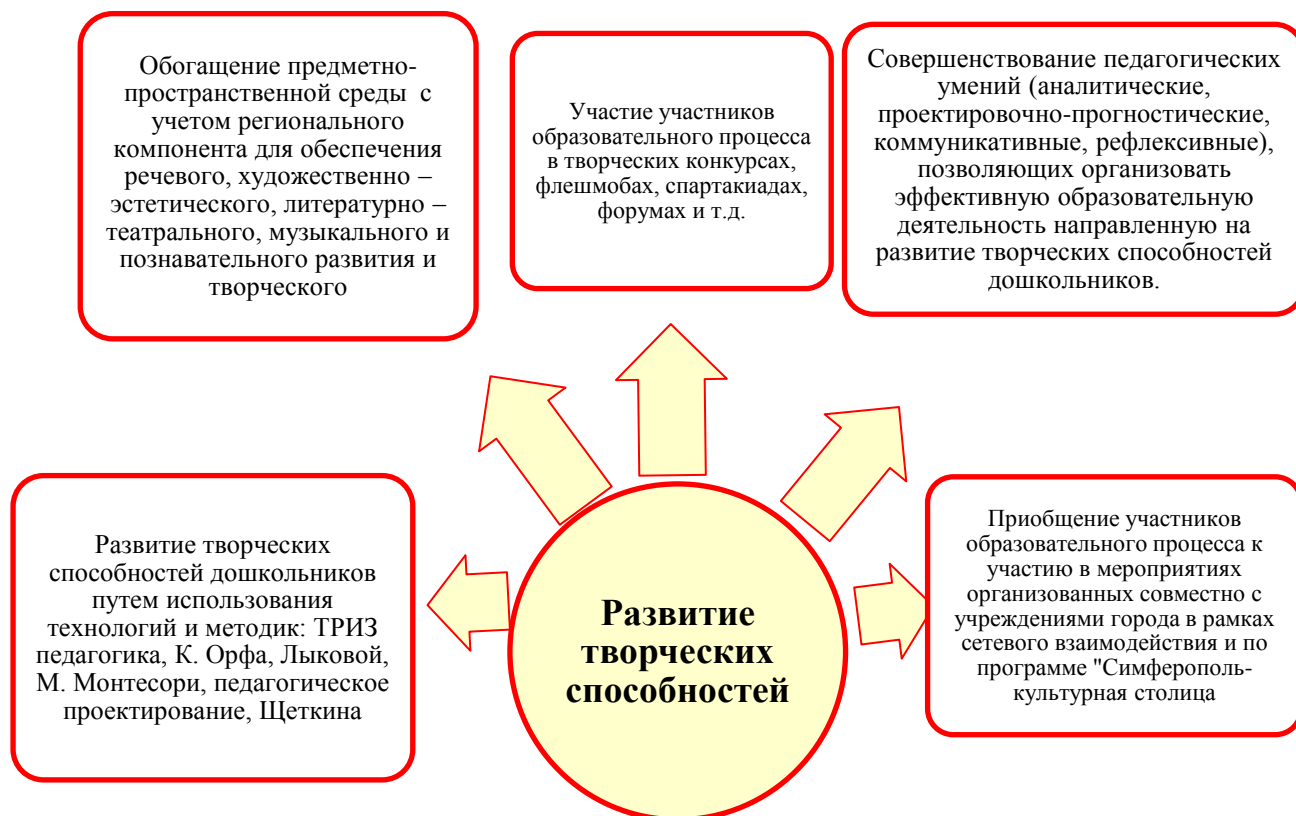 Обогащение предметно-
пространственной среды с
учетом регионального
компонента для обеспечения
речевого, художественно –
эстетического, литературно –
театрального, музыкального и
познавательного развития и
творческого
Участие участников
образовательного процесса
в творческих конкурсах,
флешмобах, спартакиадах,
форумах и т.д.
Совершенствование педагогических
умений (аналитические,
проектировочно-прогностические,
коммуникативные, рефлексивные),
позволяющих организовать
эффективную образовательную
деятельность направленную на
развитие творческих способностей
дошкольников.
Развитие творческих
способностей дошкольников
путем использования
технологий и методик: ТРИЗ
педагогика, К. Орфа, Лыковой,
М. Монтесори, педагогическое
проектирование, Щеткина
Развитие
творческих
способностей
Приобщение участников
образовательного процесса к
участию в мероприятиях
организованных совместно с
учреждениями города в рамках
сетевого взаимодействия и по
программе "Симферополь-
культурная столица